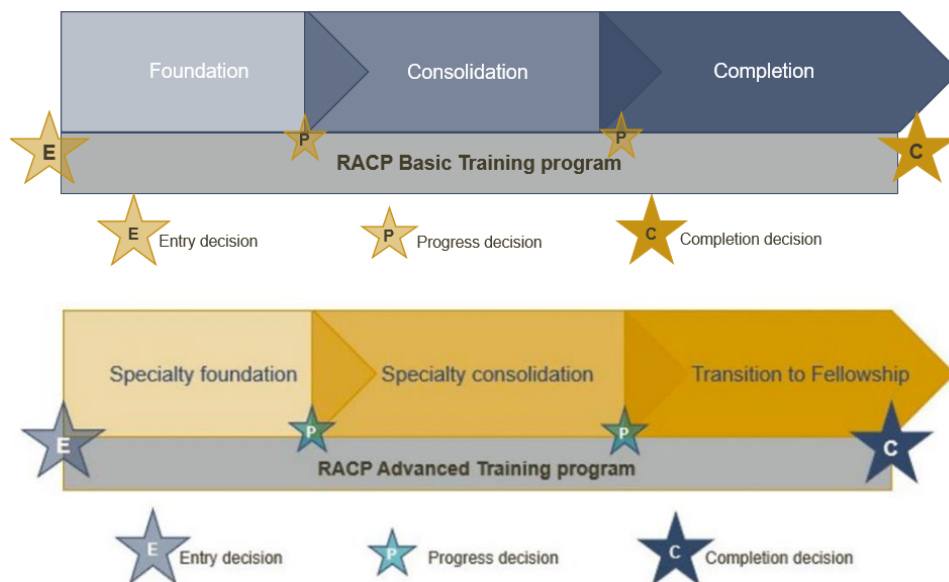 Foundation
Consolidation
Completion
E
P
P
C
RACP Basic Training program
E Entry decision
P Progress decision
C Completion decision
Specialty foundation
Specialty consolidation
Transition to Fellowship
E
P
P
C
RACP Advanced Training program
E Entry decision
P Progress decision
C Completion decision